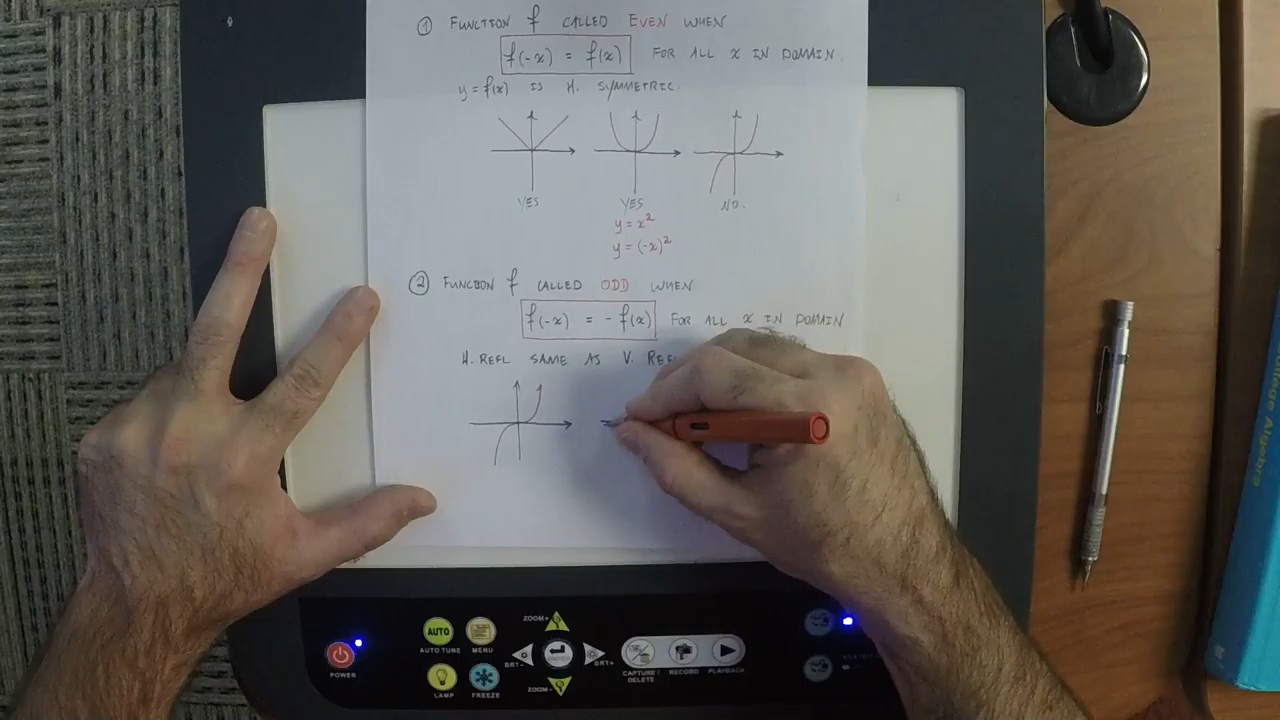 ① FUNCTION f CALLED EVEN WHEN
f(-x) = f(x) FOR ALL x IN DOMAIN.
y = f(x) IS H. SYMMETRIC.
YES YES NO.
y = x²
y = (-x)²
② FUNCTION f CALLED ODD WHEN
f(-x) = - f(x) FOR ALL x IN DOMAIN
H. REFL SAME AS V. REF
ZOOM+
AUTO
AUTO TUNE MENU
BRT- BRT+
POWER
LAMP FREEZE
ZOOM-
CAPTURE / DELETE RECORD PLAYBACK
Algebra